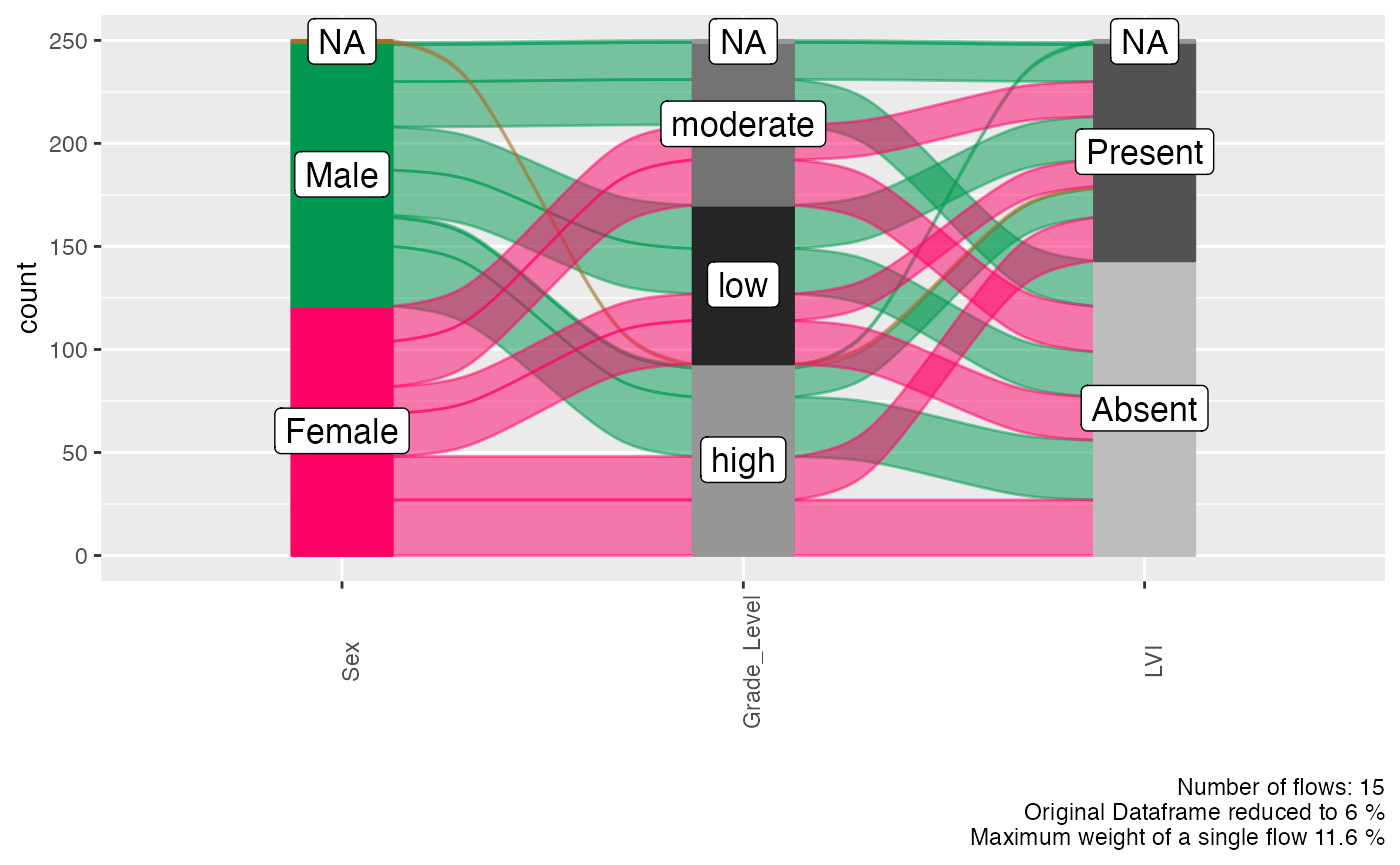 250
200
150
100
50
0
count
NA
Male
Female
NA
moderate
low
high
NA
Present
Absent
Sex
Grade_Level
LVI
Number of flows: 15
Original Dataframe reduced to 6 %
Maximum weight of a single flow 11.6 %